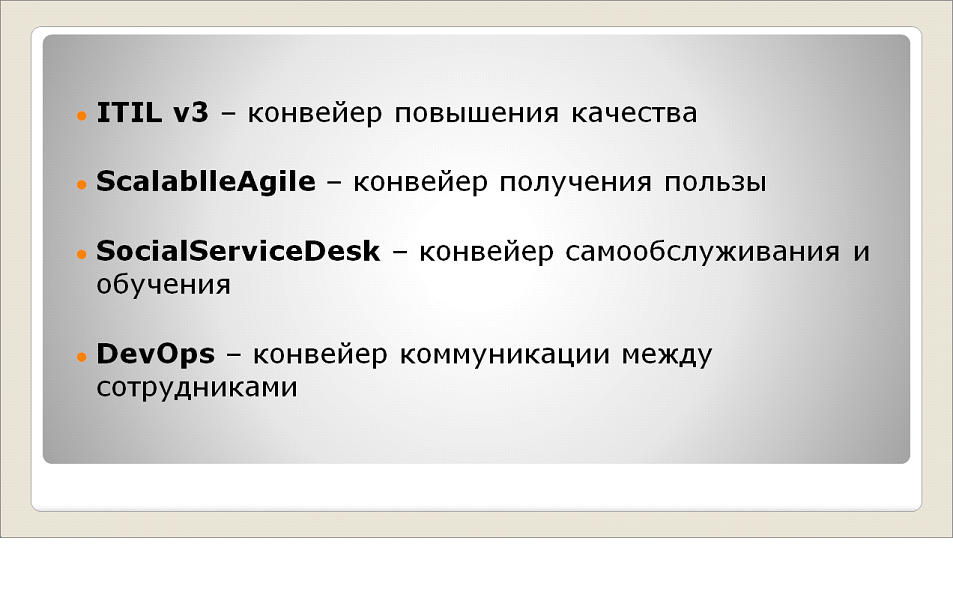 • ITIL v3 – конвейер повышения качества
• ScalablleAgile – конвейер получения пользы
• SocialServiceDesk – конвейер самообслуживания и
обучения
• DevOps – конвейер коммуникации между
сотрудниками